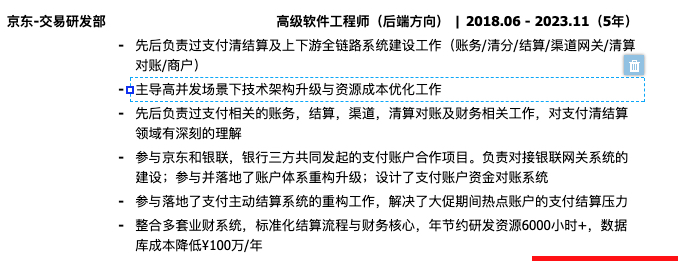 京东-交易研发部 高级软件工程师（后端方向） | 2018.06 - 2023.11（5年）
- 先后负责过支付清结算及上下游全链路系统建设工作（账务/清分/结算/渠道网关/清算
对账/商户）
- 主导高并发场景下技术架构升级与资源成本优化工作
- 先后负责过支付相关的账务，结算，渠道，清算对账及财务相关工作，对支付清结算
领域有深刻的理解
- 参与京东和银联，银行三方共同发起的支付账户合作项目。负责对接银联网关系统的
建设；参与并落地了账户体系重构升级；设计了支付账户资金对账系统
- 参与落地了支付主动结算系统的重构工作，解决了大促期间热点账户的支付结算压力
- 整合多套业财系统，标准化结算流程与财务核心，年节约研发资源6000小时+，数据
库成本降低¥100万/年